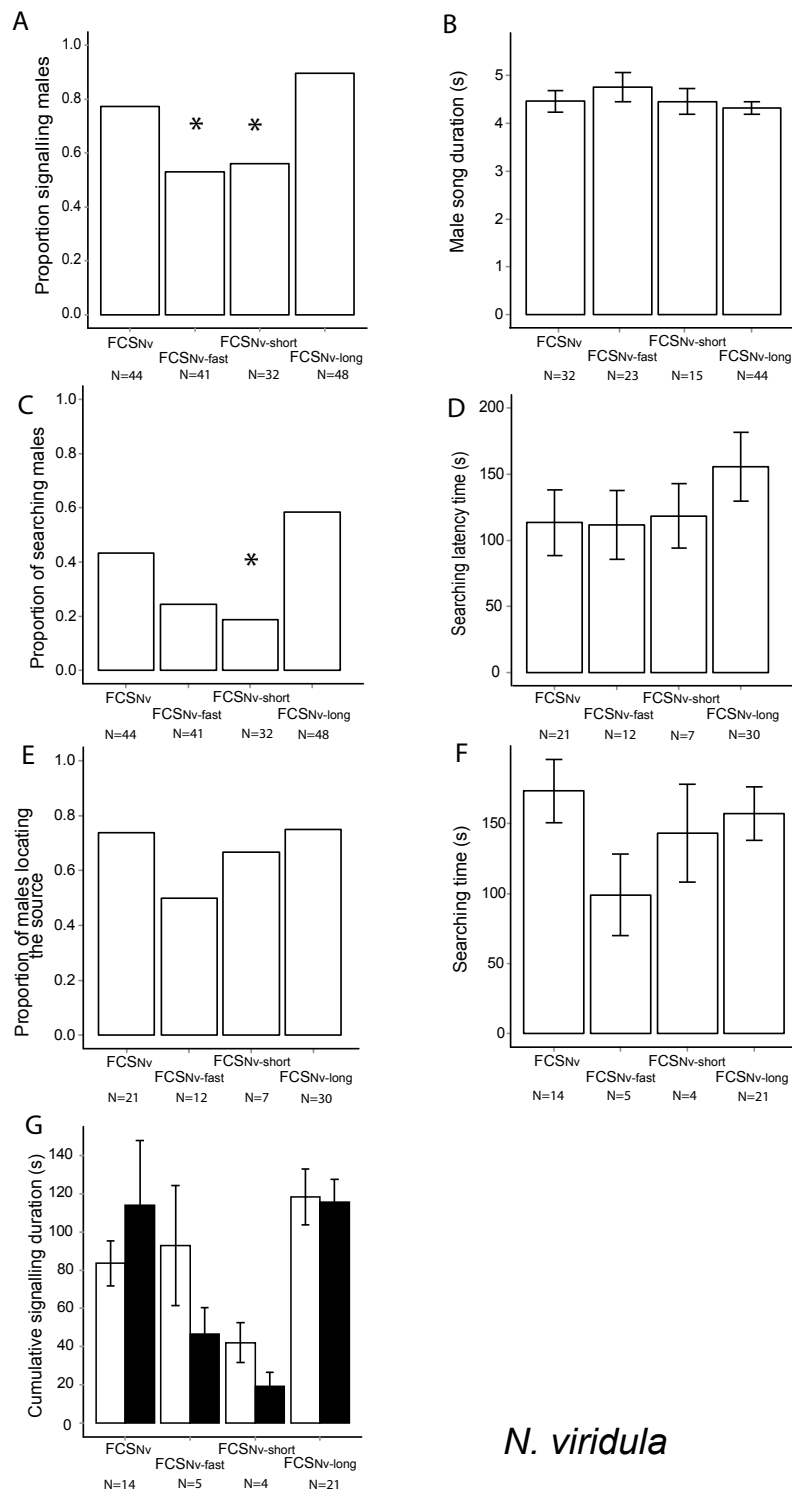 A
Proportion signalling males
1.0
0.8
0.6
0.4
0.2
0.0
*
*
FCSNv
FCSNv-fast
FCSNv-short
FCSNv-long
N=44
N=41
N=32
N=48
B
Male song duration (s)
5
4
3
2
1
0
FCSNv
FCSNv-fast
FCSNv-short
FCSNv-long
N=32
N=23
N=15
N=44
C
Proportion of searching males
1.0
0.8
0.6
0.4
0.2
0.0
*
FCSNv
FCSNv-fast
FCSNv-short
FCSNv-long
N=44
N=41
N=32
N=48
D
Searching latency time (s)
200
150
100
50
0
FCSNv
FCSNv-fast
FCSNv-short
FCSNv-long
N=21
N=12
N=7
N=30
E
Proportion of males locating
the source
1.0
0.8
0.6
0.4
0.2
0.0
FCSNv
FCSNv-fast
FCSNv-short
FCSNv-long
N=21
N=12
N=7
N=30
F
Searching time (s)
150
100
50
0
FCSNv
FCSNv-fast
FCSNv-short
FCSNv-long
N=14
N=5
N=4
N=21
G
Cumulative signalling duration (s)
140
120
100
80
60
40
20
0
FCSNv
FCSNv-fast
FCSNv-short
FCSNv-long
N=14
N=5
N=4
N=21
N. viridula